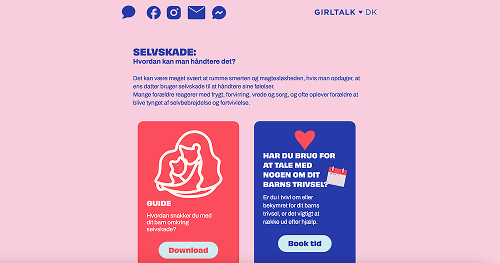 GIRLTALK ♥ DK
SELVSKADE:
Hvordan kan man håndtere det?
Det kan være meget svært at rumme smerten og magtesløsheden, hvis man opdager, at
ens datter bruger selvskade til at håndtere sine følelser.
Mange forældre reagerer med frygt, forvirring, vrede og sorg, og ofte oplever forældre at
blive tynget af selvbebrejdelse og fortvivlelse.
GUIDE
Hvordan snakker du med
dit barn omkring
selvskade?
Download
HAR DU BRUG FOR
AT TALE MED
NOGEN OM DIT
BARNS TRIVSEL?
Er du i tvivl om eller
bekymret for dit barns
trivsel, er det vigtigt at
række ud efter hjælp.
Book tid